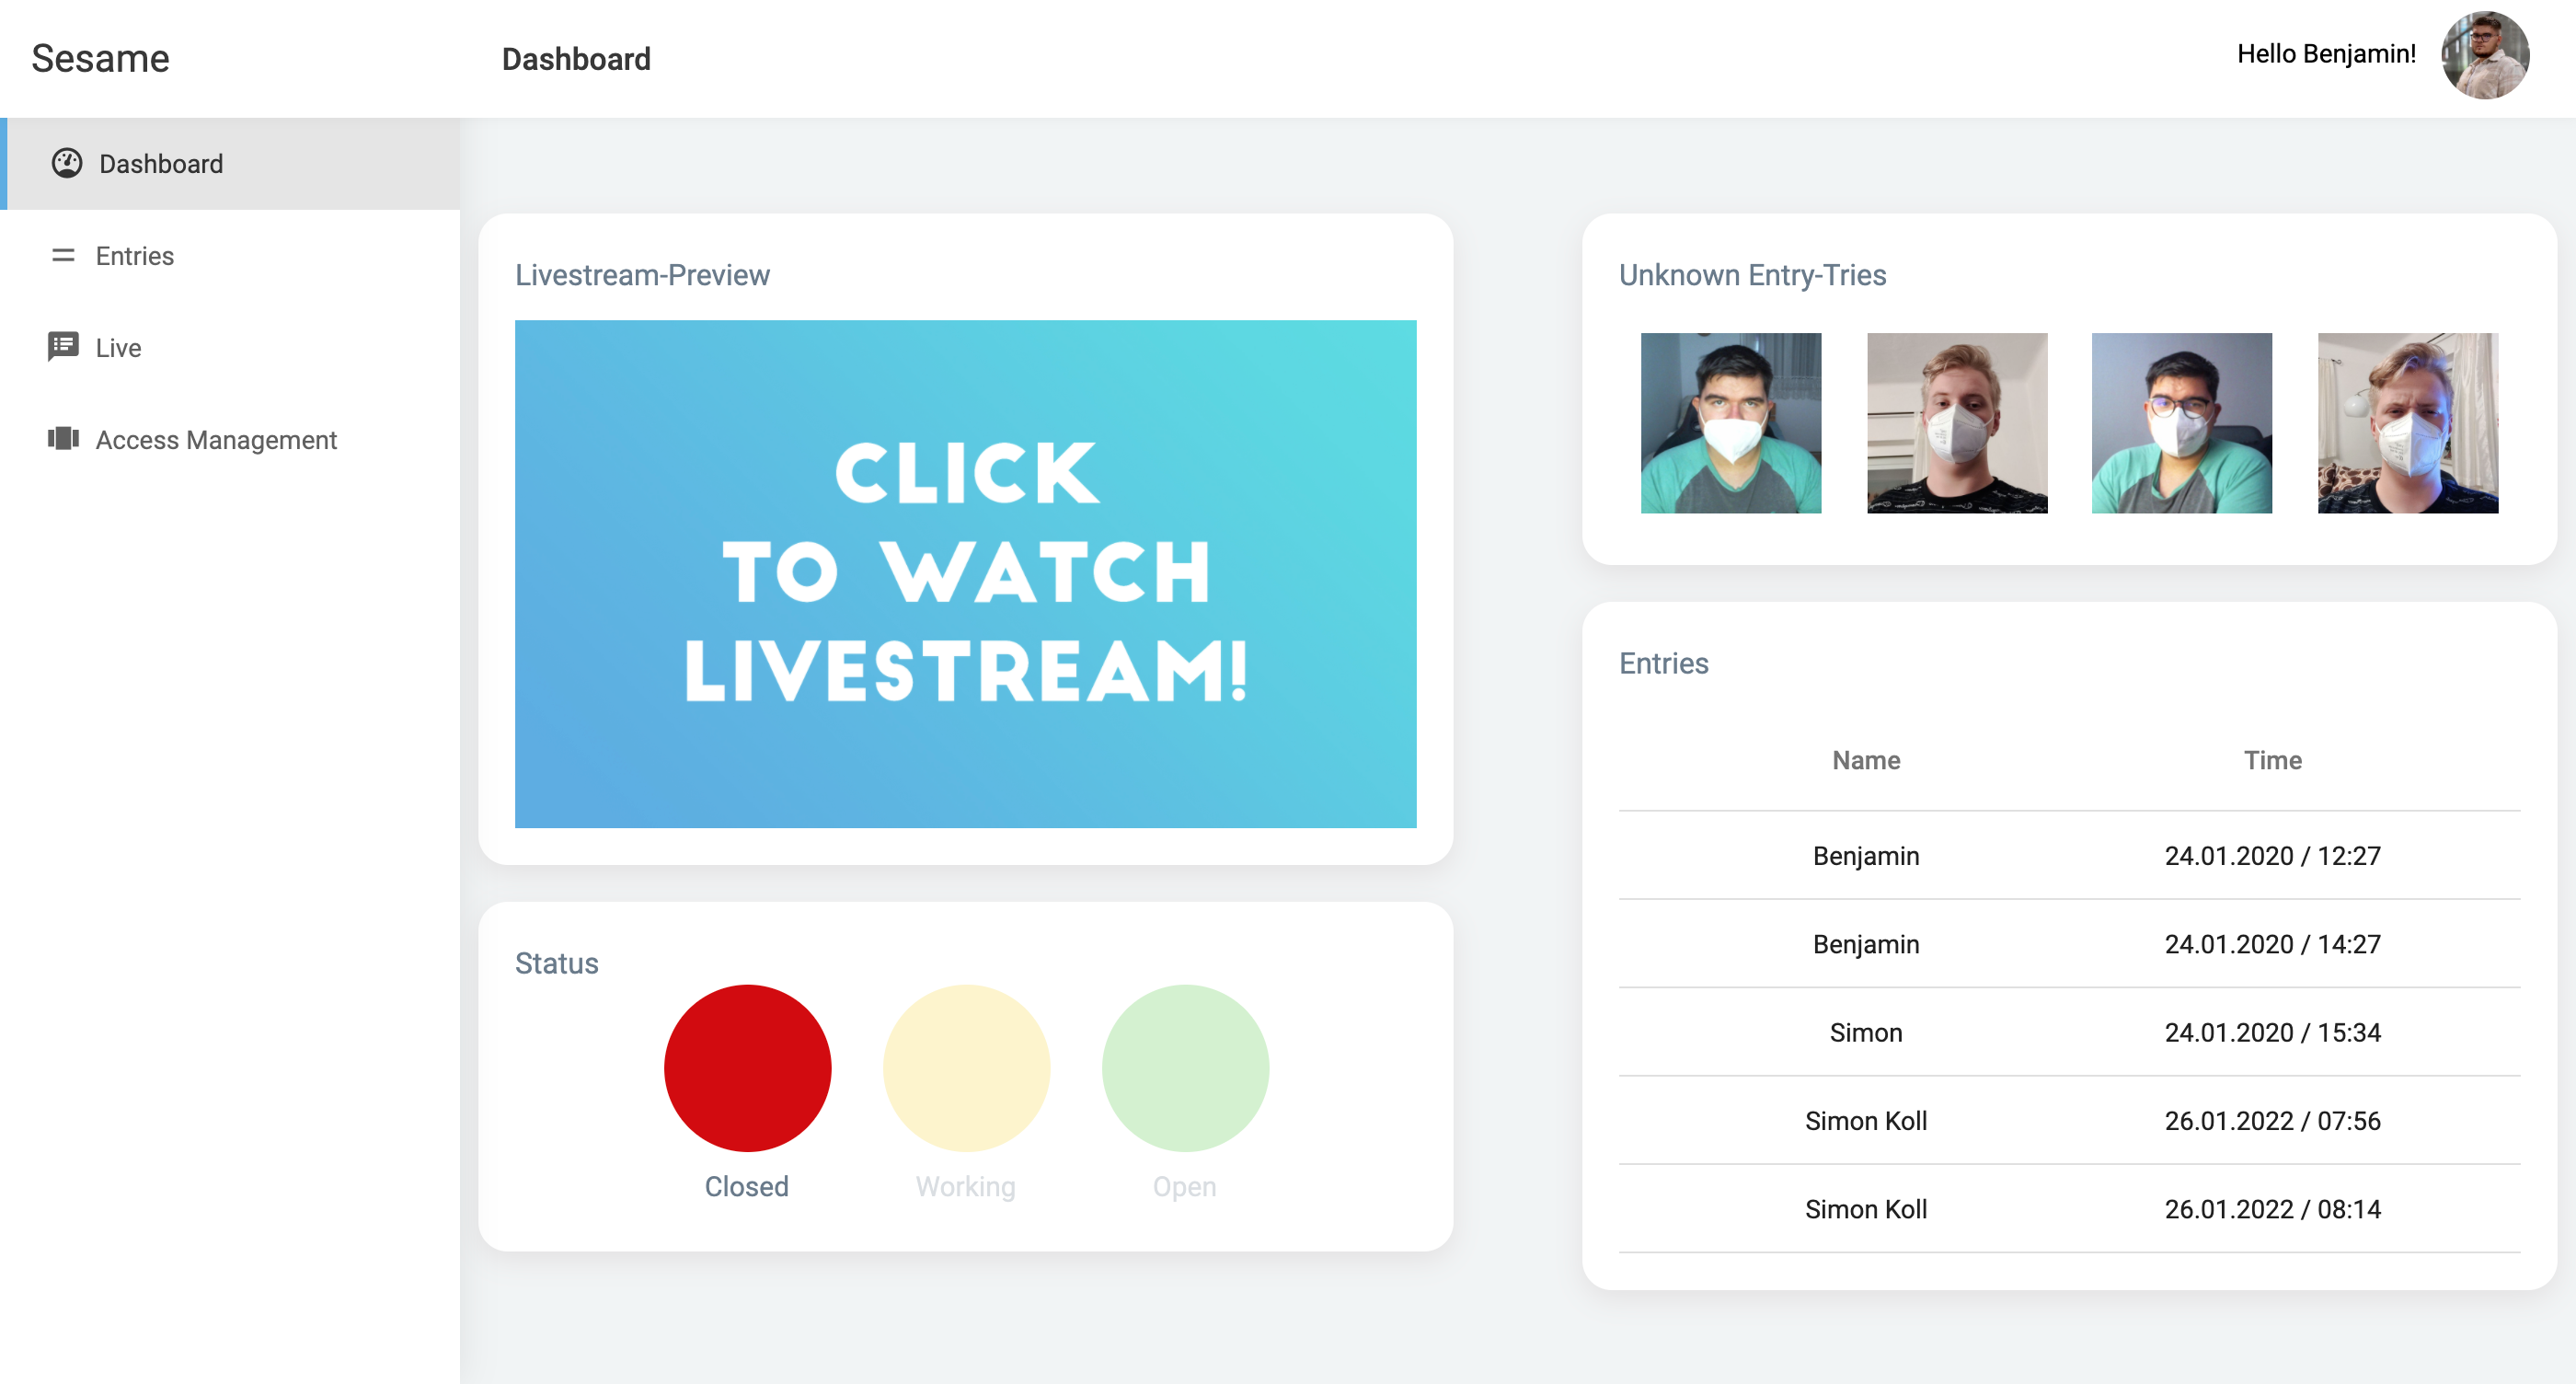 Sesame
Dashboard
Hello Benjamin!
Dashboard
Entries
Live
Access Management
Livestream-Preview
CLICK
TO WATCH
LIVESTREAM!
Status
Closed
Working
Open
Unknown Entry-Tries
Entries
Name Time
Benjamin 24.01.2020 / 12:27
Benjamin 24.01.2020 / 14:27
Simon 24.01.2020 / 15:34
Simon Koll 26.01.2022 / 07:56
Simon Koll 26.01.2022 / 08:14